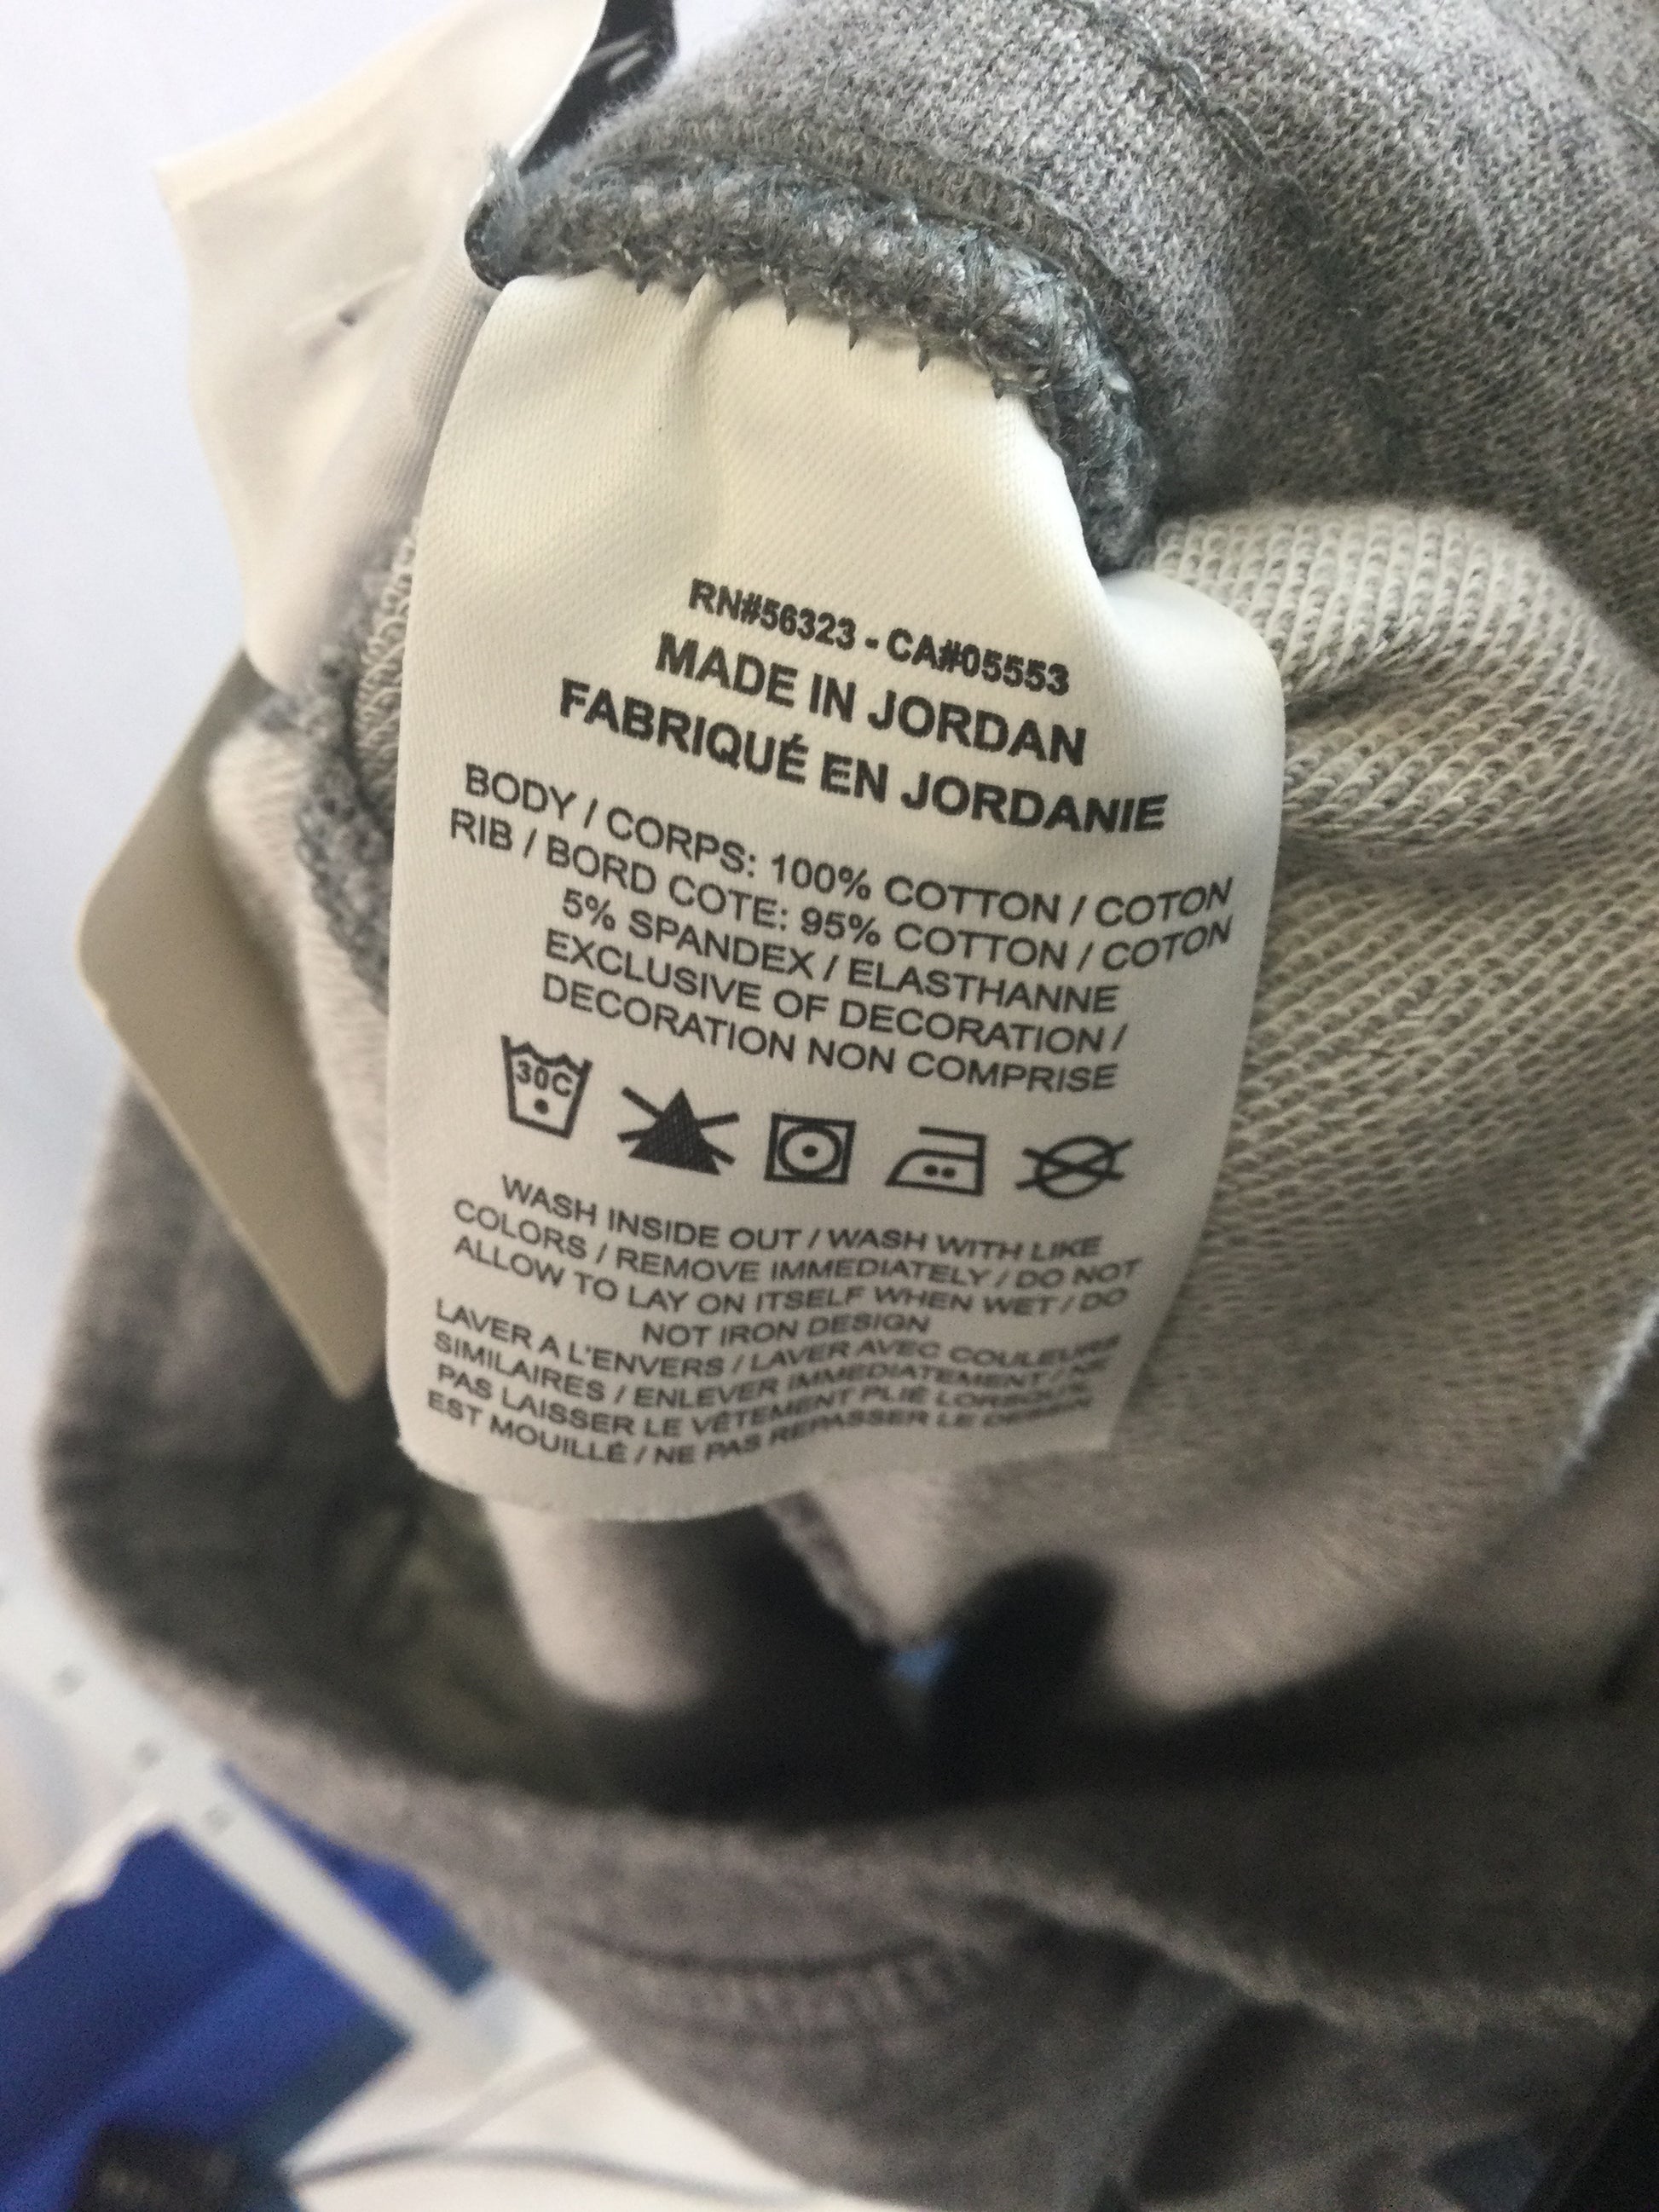 RN#56323 - CA#05553
MADE IN JORDAN
FABRIQUÉ EN JORDANIE
BODY / CORPS: 100% COTTON / COTON
RIB / BORD COTE: 95% COTTON / COTON
5% SPANDEX / ELASTHANNE
EXCLUSIVE OF DECORATION /
DECORATION NON COMPRISE
30C
WASH INSIDE OUT / WASH WITH LIKE
COLORS / REMOVE IMMEDIATELY / DO NOT
ALLOW TO LAY ON ITSELF WHEN WET / DO
NOT IRON DESIGN
LAVER A L'ENVERS / LAVER AVEC COULEURS
SIMILAIRES / ENLEVER IMMEDIATEMENT / NE
PAS LAISSER LE VÊTEMENT PLIÉ LORSQU'IL
EST MOUILLÉ / NE PAS REPASSER LE DESSIN